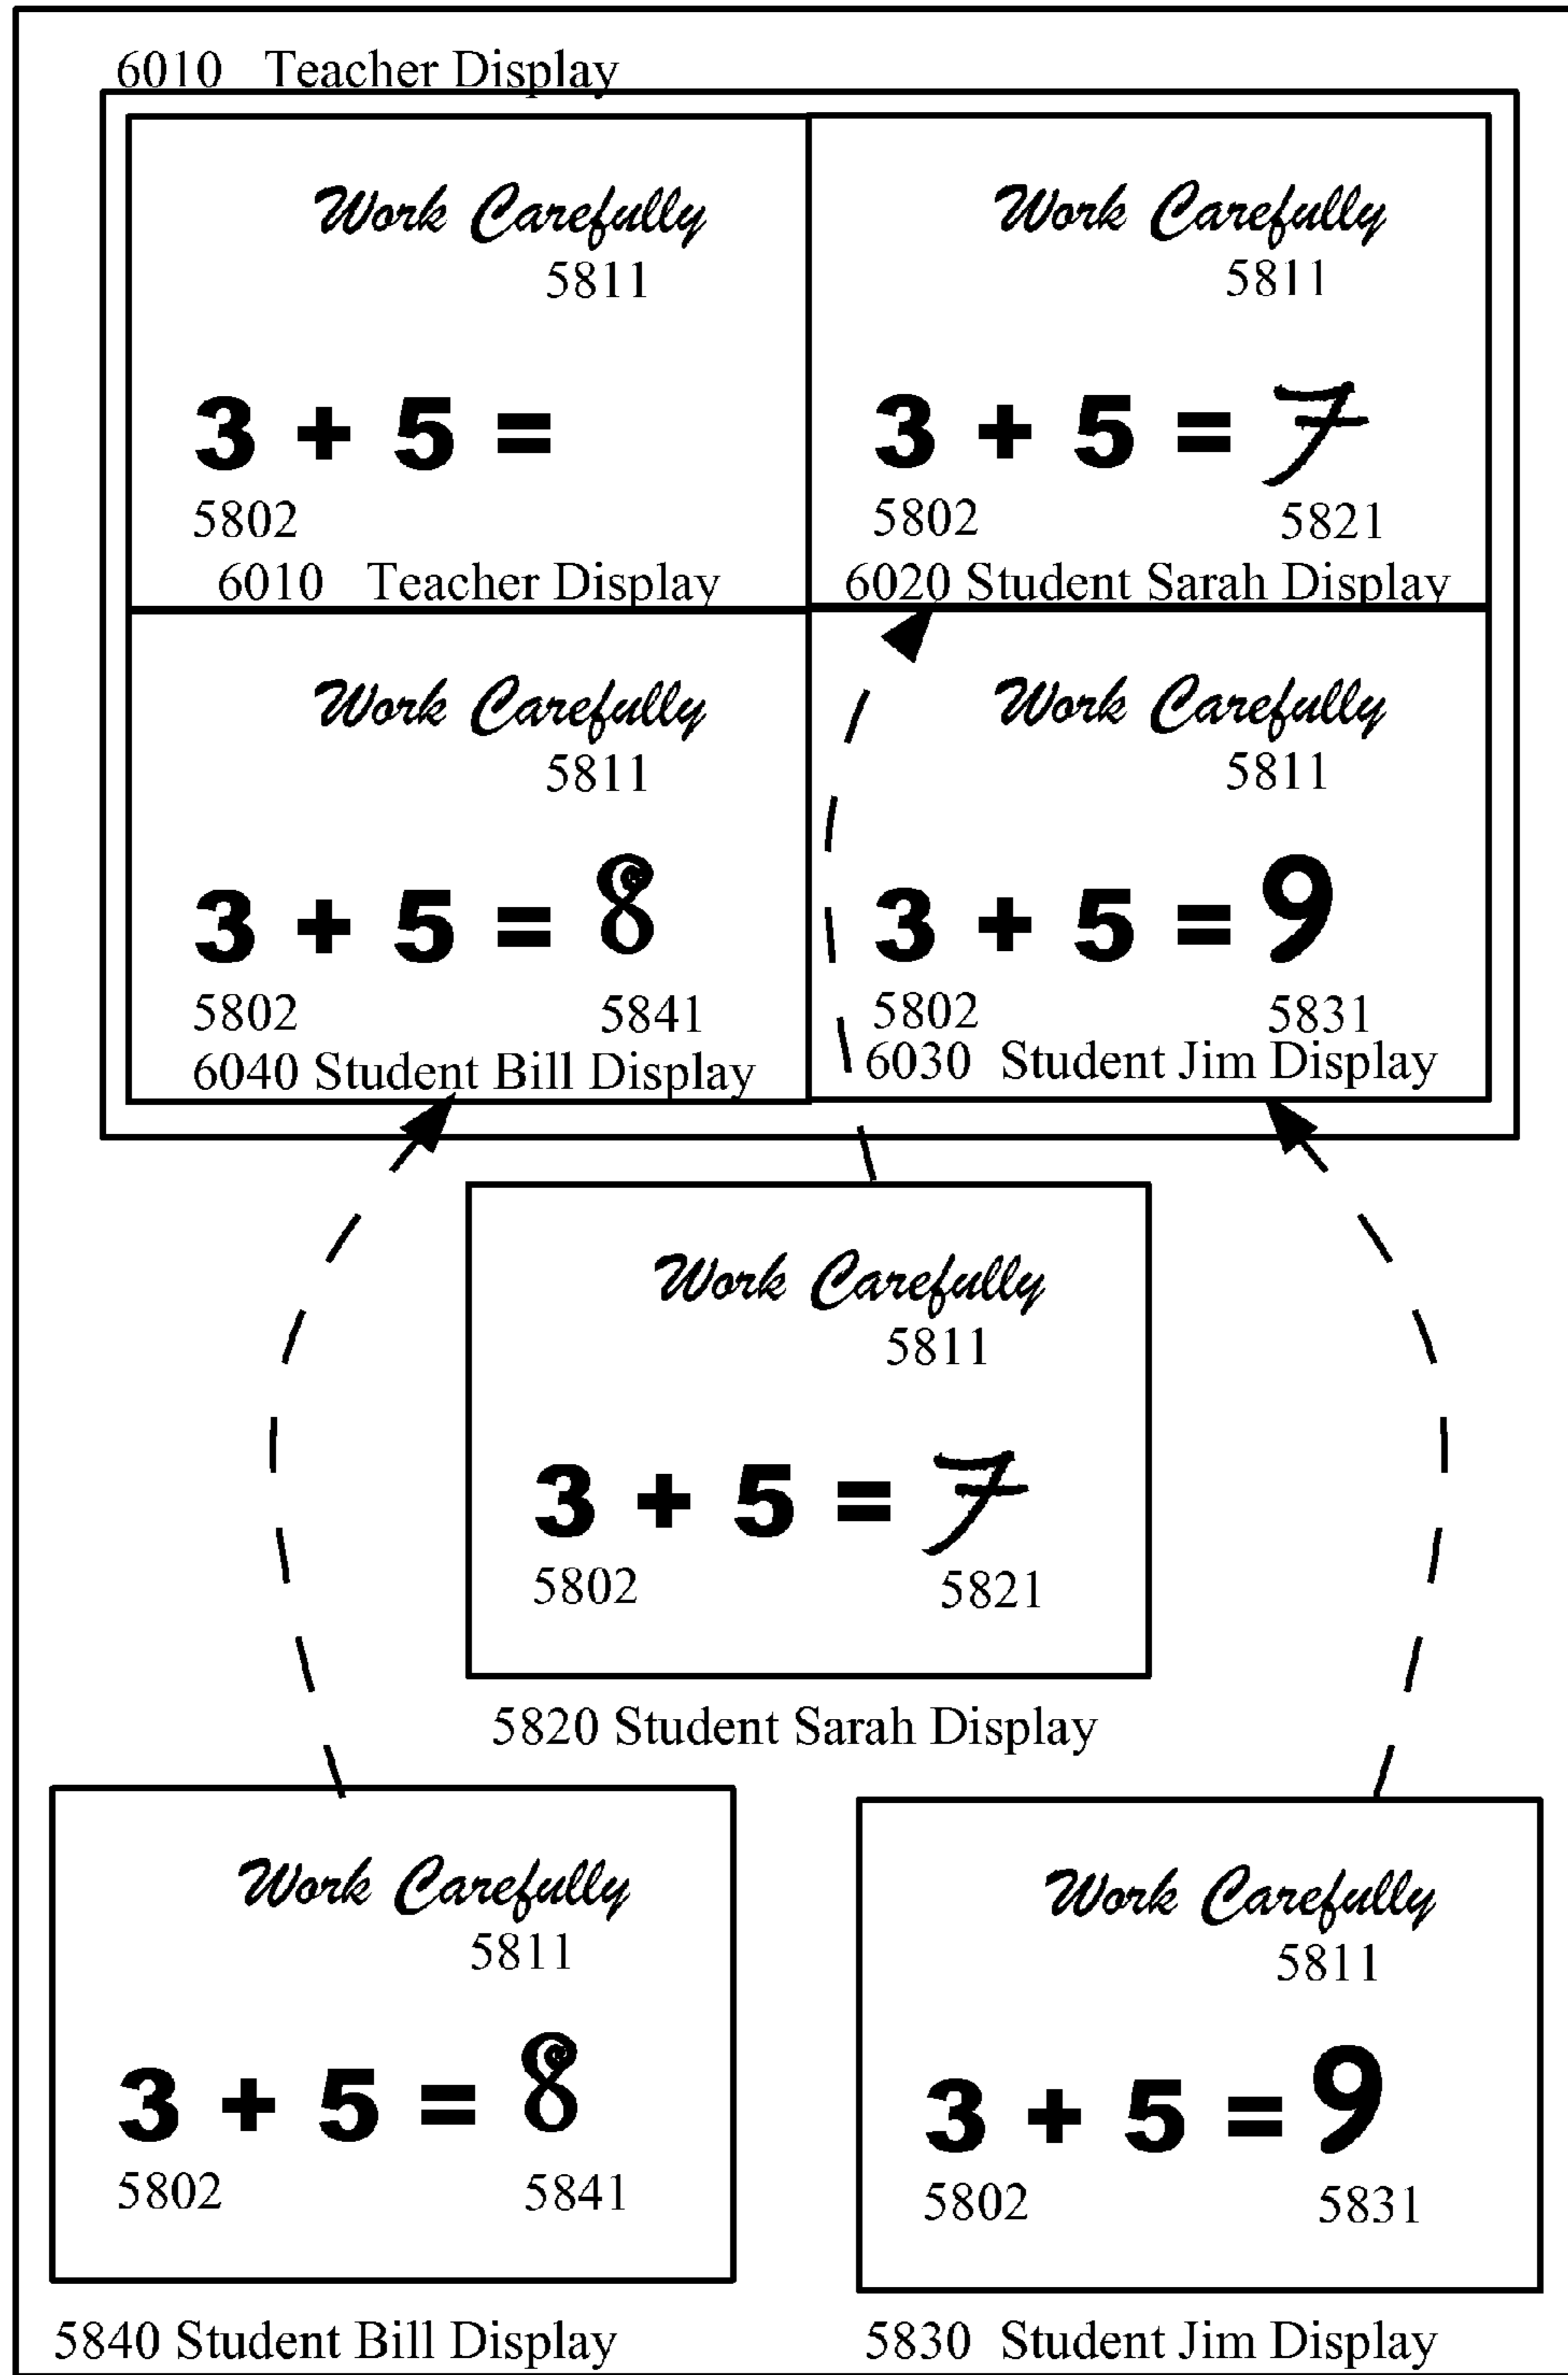 6010 Teacher Display
Work Carefully
5811
3 + 5 =
5802
6010 Teacher Display
Work Carefully
5811
3 + 5 = 7
5802 5821
6020 Student Sarah Display
Work Carefully
5811
3 + 5 = 8
5802 5841
6040 Student Bill Display
Work Carefully
5811
3 + 5 = 9
5802 5831
6030 Student Jim Display
Work Carefully
5811
3 + 5 = 7
5802 5821
5820 Student Sarah Display
Work Carefully
5811
3 + 5 = 8
5802 5841
5840 Student Bill Display
Work Carefully
5811
3 + 5 = 9
5802 5831
5830 Student Jim Display